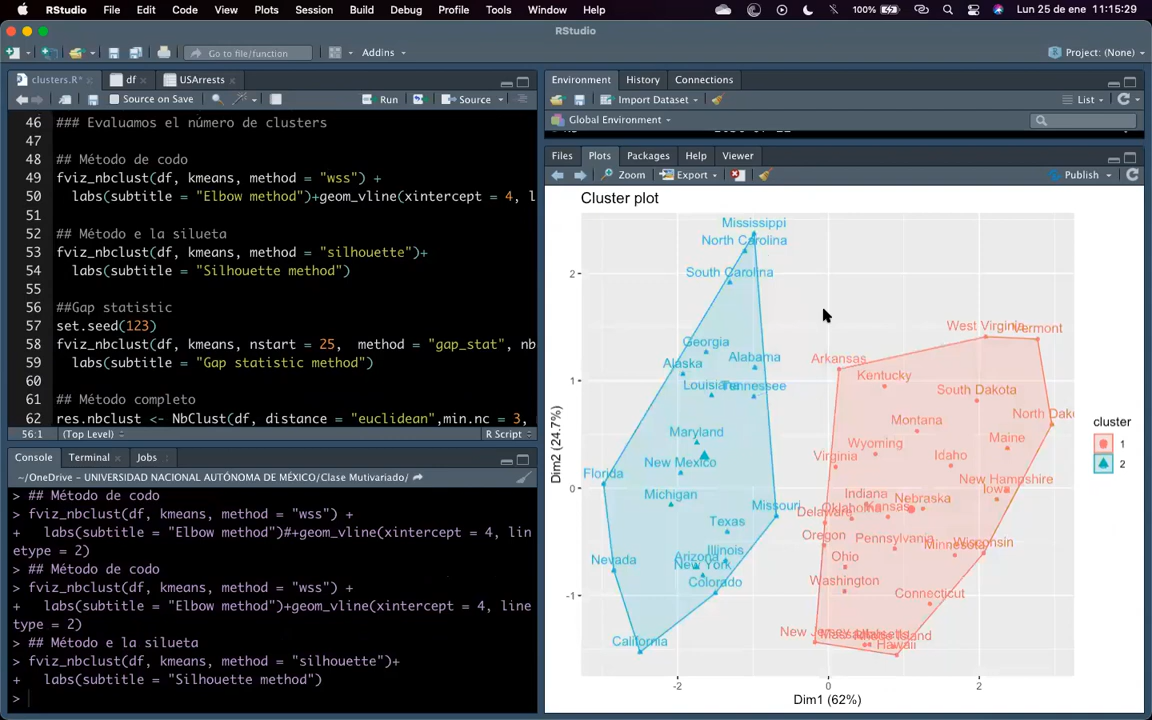 RStudio File Edit Code View Plots Session Build Debug Profile Tools Window Help 100% Lun 25 de ene 11:15:29
RStudio
Go to file/function Addins Project: (None)
clusters.R* df USArrests
Source on Save Run Source
46 ### Evaluamos el número de clusters
47
48 ## Método de codo
49 fviz_nbclust(df, kmeans, method = "wss") +
50 labs(subtitle = "Elbow method")+geom_vline(xintercept = 4, l
51
52 ## Método e la silueta
53 fviz_nbclust(df, kmeans, method = "silhouette")+
54 labs(subtitle = "Silhouette method")
55
56 ##Gap statistic
57 set.seed(123)
58 fviz_nbclust(df, kmeans, nstart = 25,  method = "gap_stat", nb
59 labs(subtitle = "Gap statistic method")
60
61 ## Método completo
62 res.nbclust <- NbClust(df, distance = "euclidean",min.nc = 3,
56:1 (Top Level) R Script
Console Terminal Jobs
~/OneDrive - UNIVERSIDAD NACIONAL AUTÓNOMA DE MÉXICO/Clase Mutivariado/
> ## Método de codo
> fviz_nbclust(df, kmeans, method = "wss") +
+ labs(subtitle = "Elbow method")#+geom_vline(xintercept = 4, lin
etype = 2)
> ## Método de codo
> fviz_nbclust(df, kmeans, method = "wss") +
+ labs(subtitle = "Elbow method")+geom_vline(xintercept = 4, line
type = 2)
> ## Método e la silueta
> fviz_nbclust(df, kmeans, method = "silhouette")+
+ labs(subtitle = "Silhouette method")
>
Environment History Connections
Import Dataset List
Global Environment
Files Plots Packages Help Viewer
Zoom Export Publish
Cluster plot
Mississippi
North Carolina
South Carolina
West Virginia Vermont
Georgia
Alaska Alabama Arkansas
Kentucky
Louisiana Tennessee South Dakota
North Dak
Maryland Montana
Wyoming Maine
New Mexico Virginia Idaho
Florida New Hampshire
Michigan Indiana Iowa
Missouri Nebraska
Delaware Oklahoma Kansas
Texas Oregon Pennsylvania
Minnesota Wisconsin
Nevada Arizona Illinois Ohio
New York
Colorado Washington
Connecticut
California New Jersey Massachusetts Rhode Island
Hawaii
2
1
0
-1
Dim2 (24.7%)
-2 0 2
Dim1 (62%)
cluster
1
2